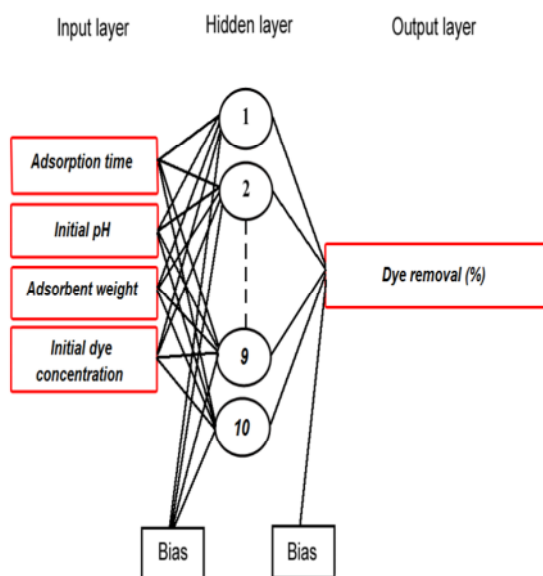 Input layer
Hidden layer
Output layer
1
Adsorption time
2
Initial pH
Dye removal (%)
Adsorbent weight
Initial dye
concentration
9
10
Bias
Bias